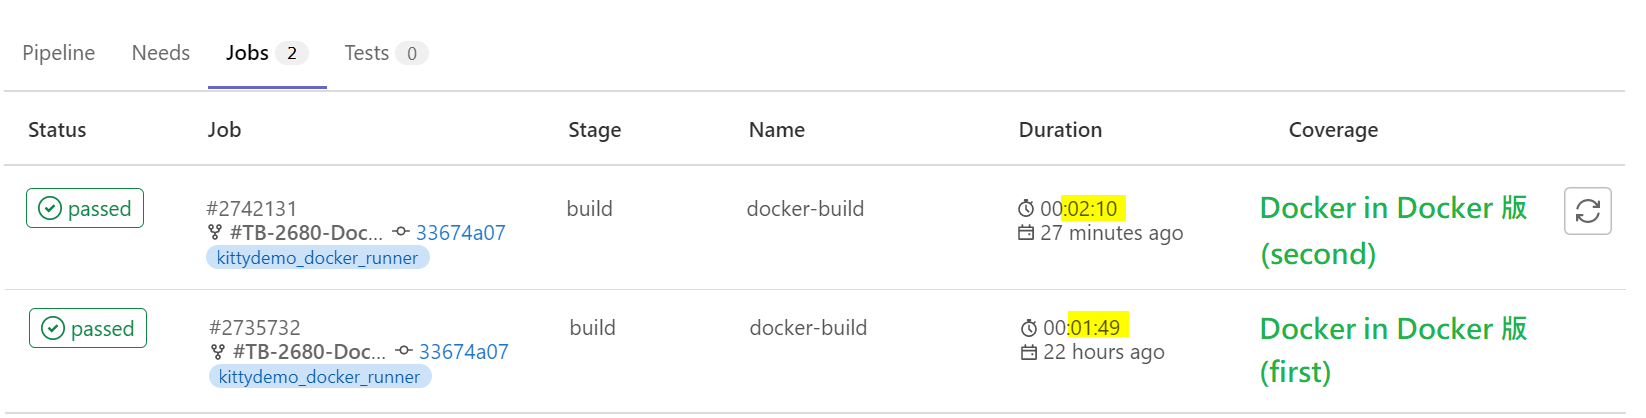 Pipeline Needs Jobs 2 Tests 0
Status Job Stage Name Duration Coverage
passed #2742131 build docker-build 00:02:10 Docker in Docker 版
#TB-2680-Doc... 33674a07 27 minutes ago (second)
kittydemo_docker_runner
passed #2735732 build docker-build 00:01:49 Docker in Docker 版
#TB-2680-Doc... 33674a07 22 hours ago (first)
kittydemo_docker_runner